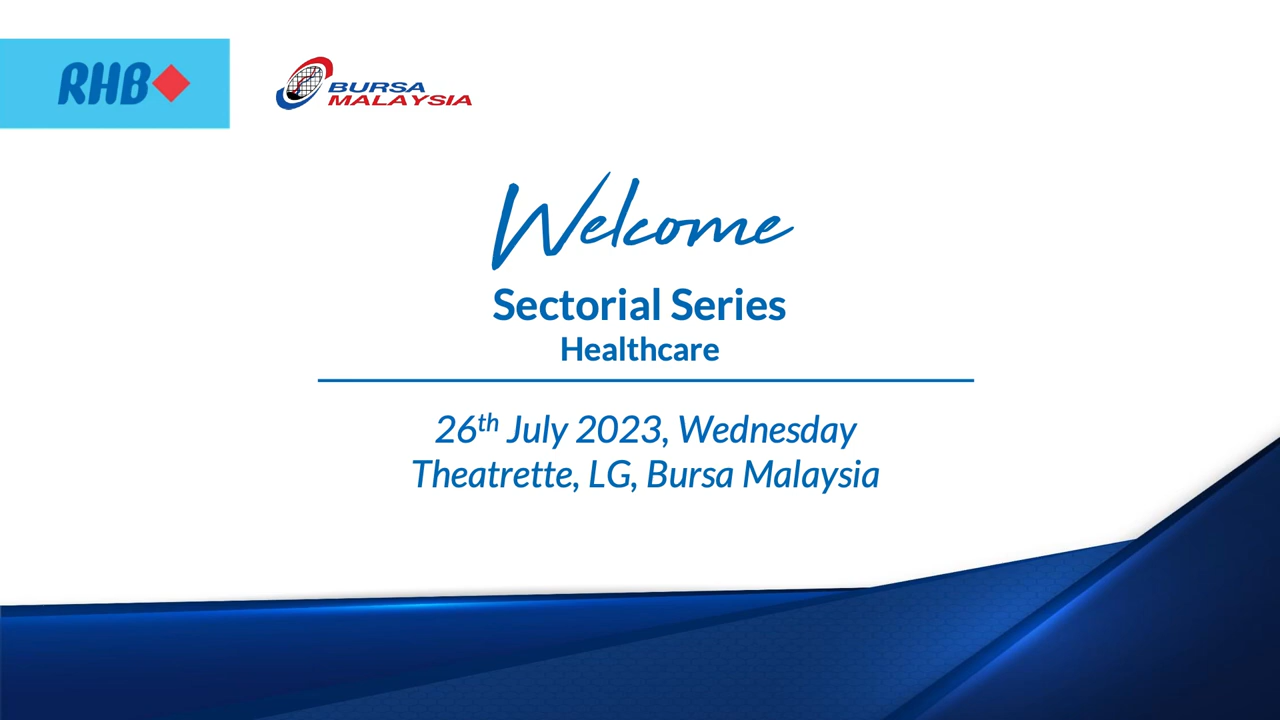 RHB
BURSA
MALAYSIA
Welcome
Sectorial Series
Healthcare
26th July 2023, Wednesday
Theatrette, LG, Bursa Malaysia